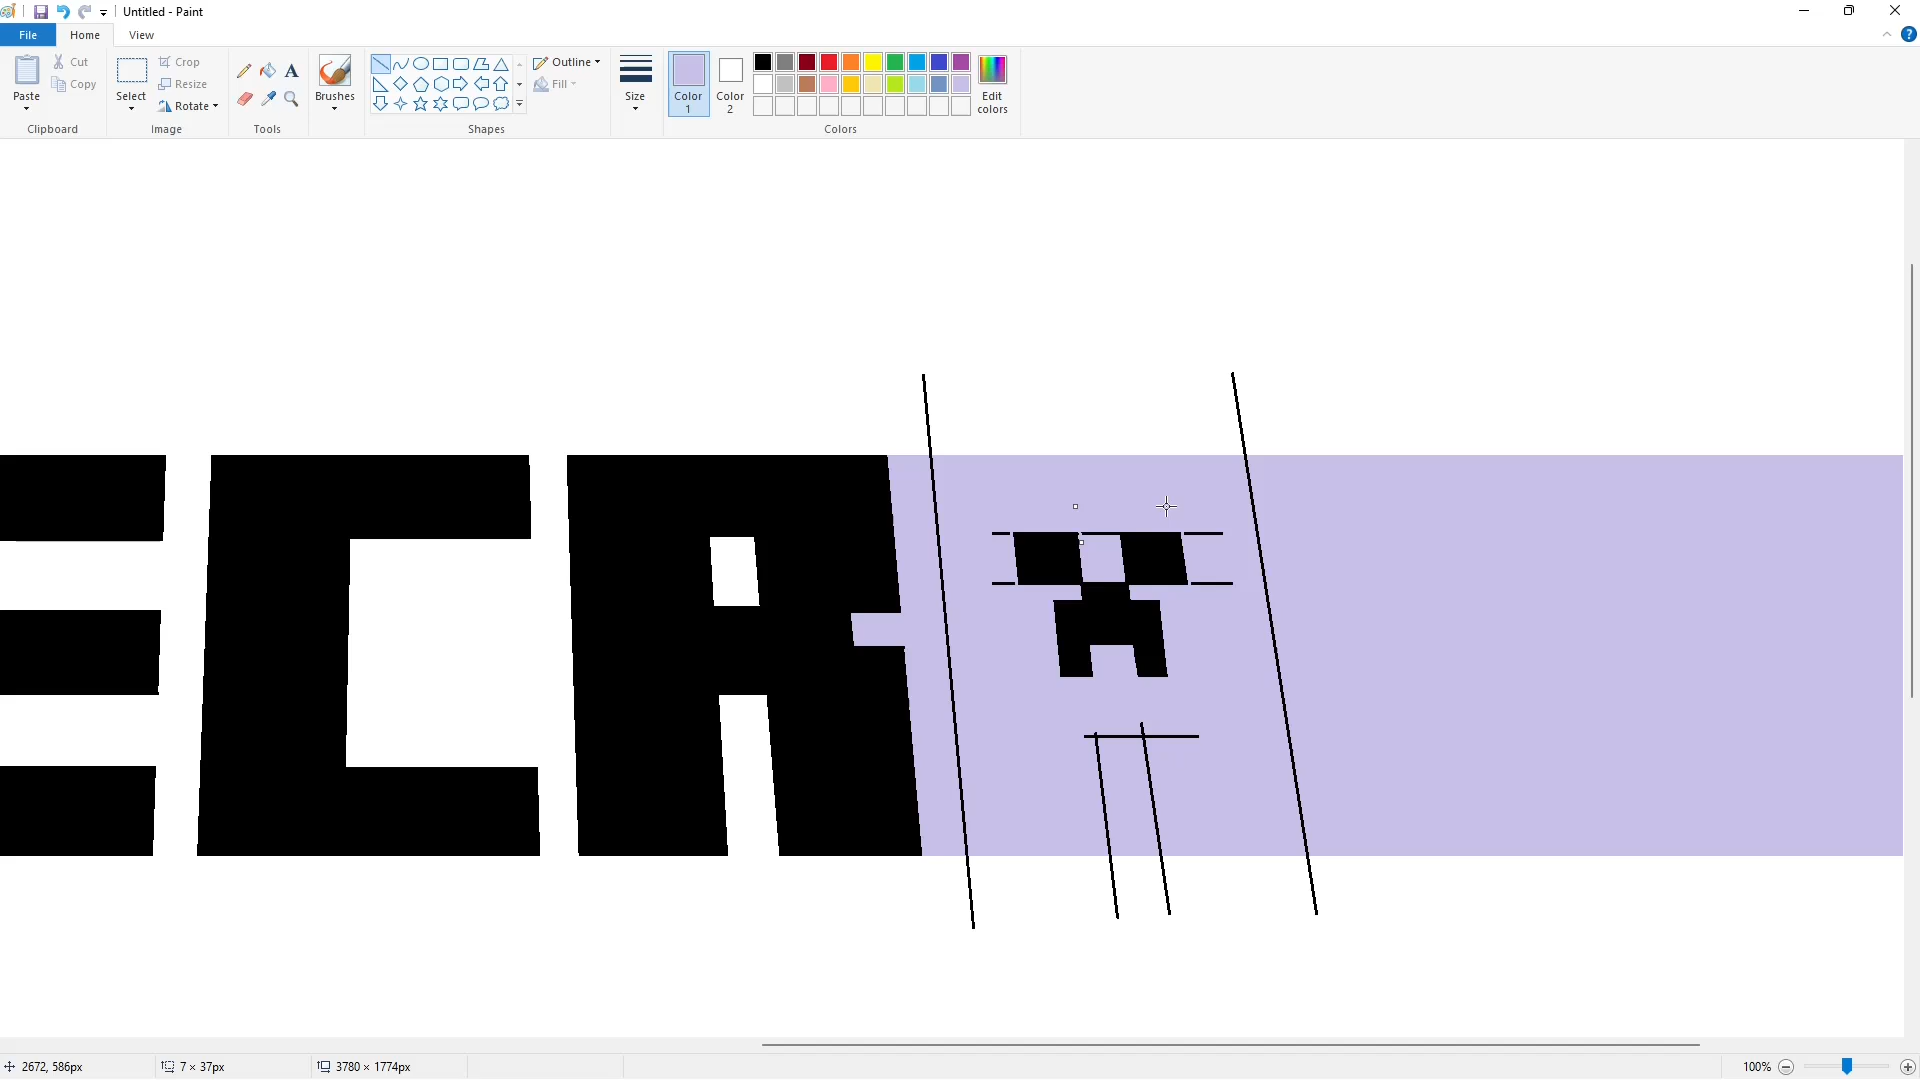 Untitled - Paint
File
Home
View
Paste
Cut
Copy
Clipboard
Select
Crop
Resize
Rotate
Image
Tools
Brushes
Shapes
Outline
Fill
Size
Color
1
Color
2
Colors
Edit
colors
ECRA
2672, 586px
7 × 37px
3780 × 1774px
100%